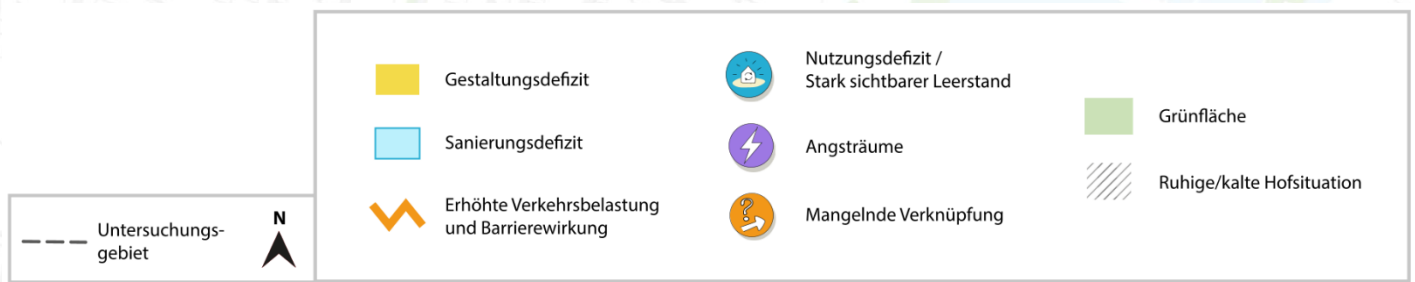 Gestaltungsdefizit
Sanierungsdefizit
Erhöhte Verkehrsbelastung
und Barrierewirkung
Nutzungsdefizit /
Stark sichtbarer Leerstand
Angsträume
?
Mangelnde Verknüpfung
Grünfläche
Ruhige/kalte Hofsituation
Untersuchungs-
gebiet
N